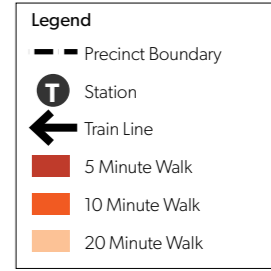 Legend
Precinct Boundary
T Station
Train Line
5 Minute Walk
10 Minute Walk
20 Minute Walk